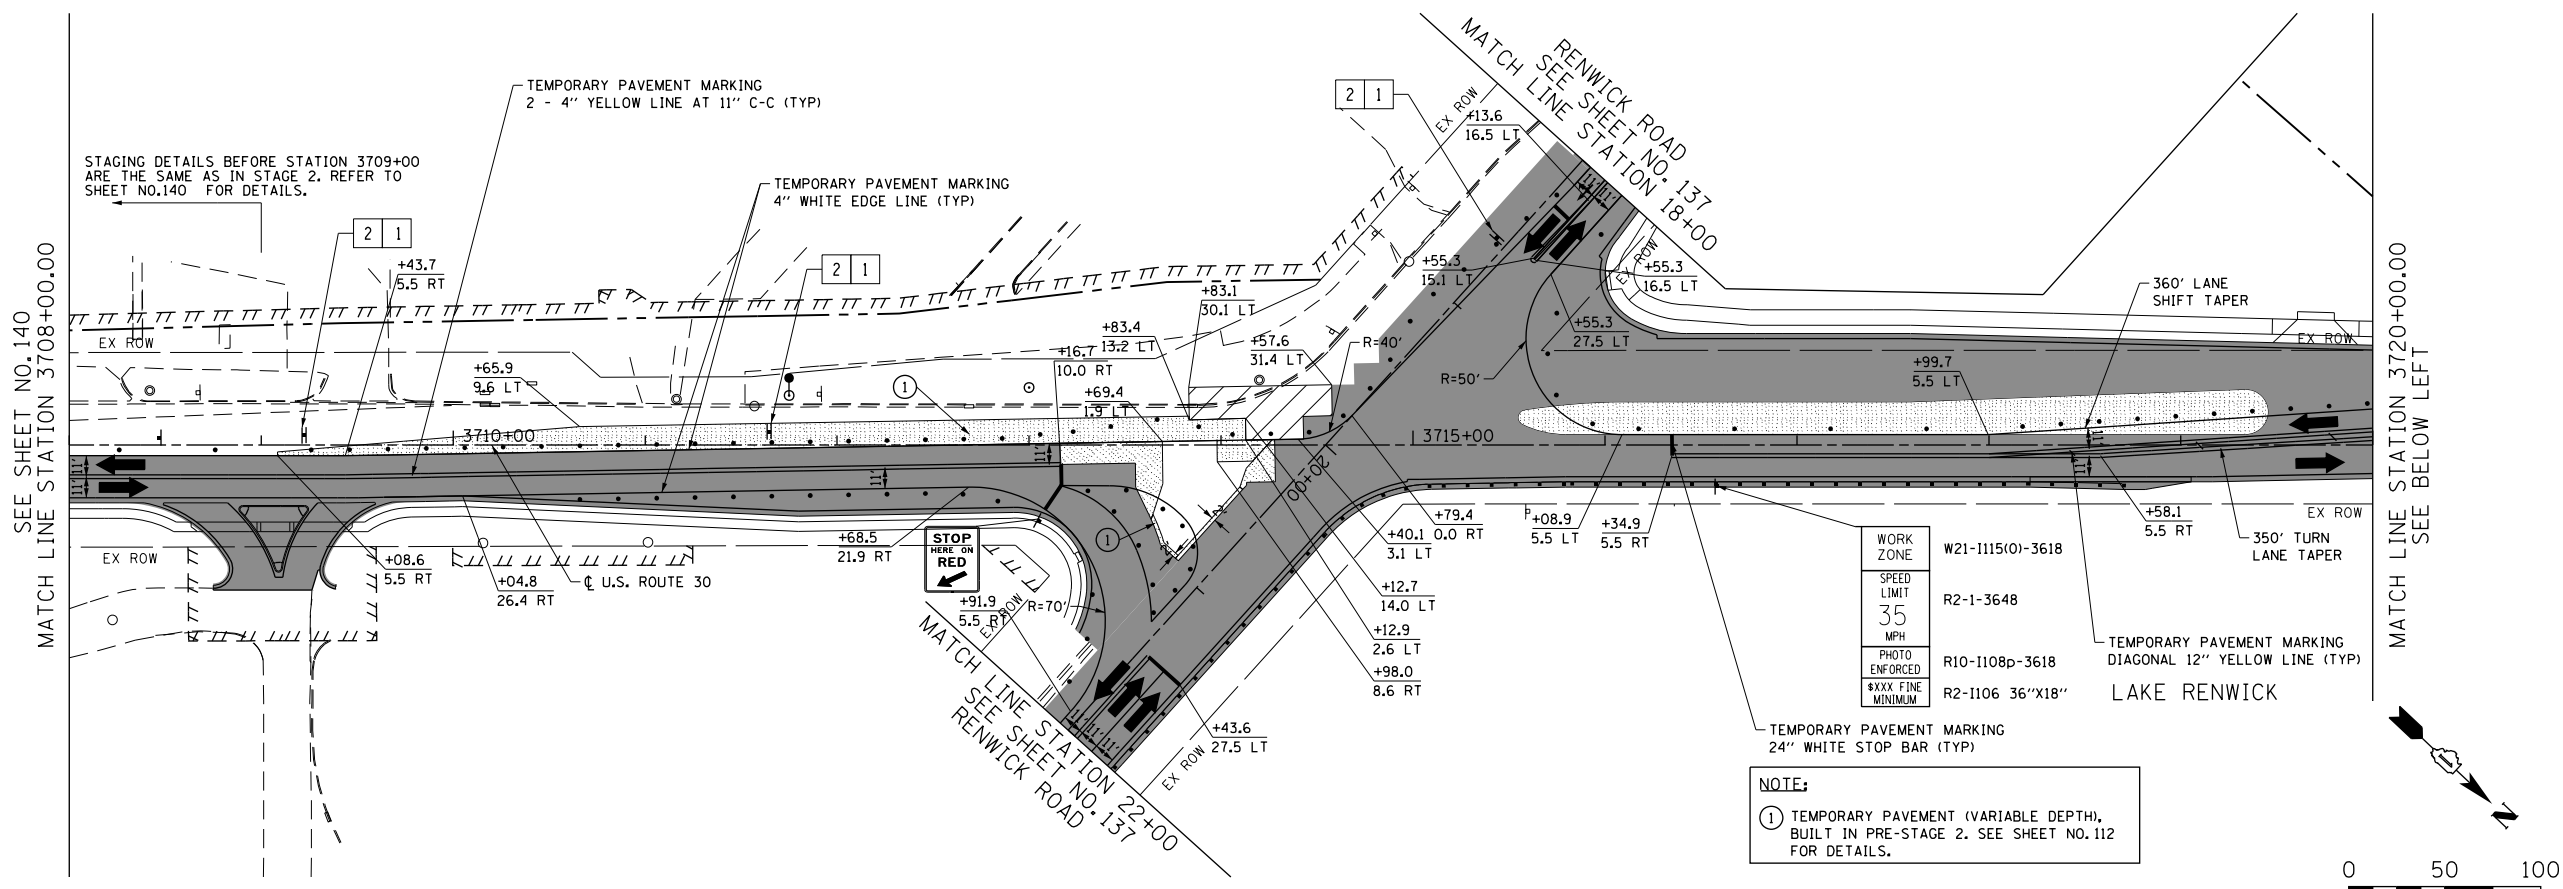 SEE SHEET NO.140
MATCH LINE STATION 3708+00.00
STAGING DETAILS BEFORE STATION 3709+00
ARE THE SAME AS IN STAGE 2. REFER TO
SHEET NO.140 FOR DETAILS.
TEMPORARY PAVEMENT MARKING
2 - 4'' YELLOW LINE AT 11'' C-C (TYP)
TEMPORARY PAVEMENT MARKING
4'' WHITE EDGE LINE (TYP)
2 1
+43.7
5.5 RT
2 1
2 1
EX ROW
+65.9
9.6 LT
3710+00
11'
11'
11'
11'
EX ROW
+08.6
5.5 RT
+04.8
26.4 RT
℄ U.S. ROUTE 30
1
+16.7
10.0 RT
+69.4
1.9 LT
+83.4
13.2 LT
+83.1
30.1 LT
+57.6
31.4 LT
R=40'
R=50'
+68.5
21.9 RT
STOP
HERE ON
RED
1
2'
2'
+91.9
5.5 RT
EX ROW
R=70'
MATCH LINE STATION 22+00
SEE SHEET NO. 137
RENWICK ROAD
11'
11'
11'
EX ROW
+43.6
27.5 LT
20+00
+79.4
0.0 RT
+40.1
3.1 LT
+12.7
14.0 LT
+12.9
2.6 LT
+98.0
8.6 RT
EX ROW
+13.6
16.5 LT
RENWICK ROAD
SEE SHEET NO. 137
MATCH LINE STATION 18+00
11'
11'
EX ROW
+55.3
15.1 LT
+55.3
16.5 LT
+55.3
27.5 LT
3715+00
+99.7
5.5 LT
360' LANE
SHIFT TAPER
EX ROW
11'
11'
+08.9
5.5 LT
+34.9
5.5 RT
+58.1
5.5 RT
350' TURN
LANE TAPER
EX ROW
WORK
ZONE
W21-I115(O)-3618
SPEED
LIMIT
35
MPH
R2-1-3648
PHOTO
ENFORCED
R10-I108p-3618
$XXX FINE
MINIMUM
R2-I106 36''X18''
TEMPORARY PAVEMENT MARKING
DIAGONAL 12'' YELLOW LINE (TYP)
LAKE RENWICK
TEMPORARY PAVEMENT MARKING
24'' WHITE STOP BAR (TYP)
NOTE:
1 TEMPORARY PAVEMENT (VARIABLE DEPTH),
BUILT IN PRE-STAGE 2. SEE SHEET NO. 112
FOR DETAILS.
MATCH LINE STATION 3720+00.00
SEE BELOW LEFT
N
0 50 100